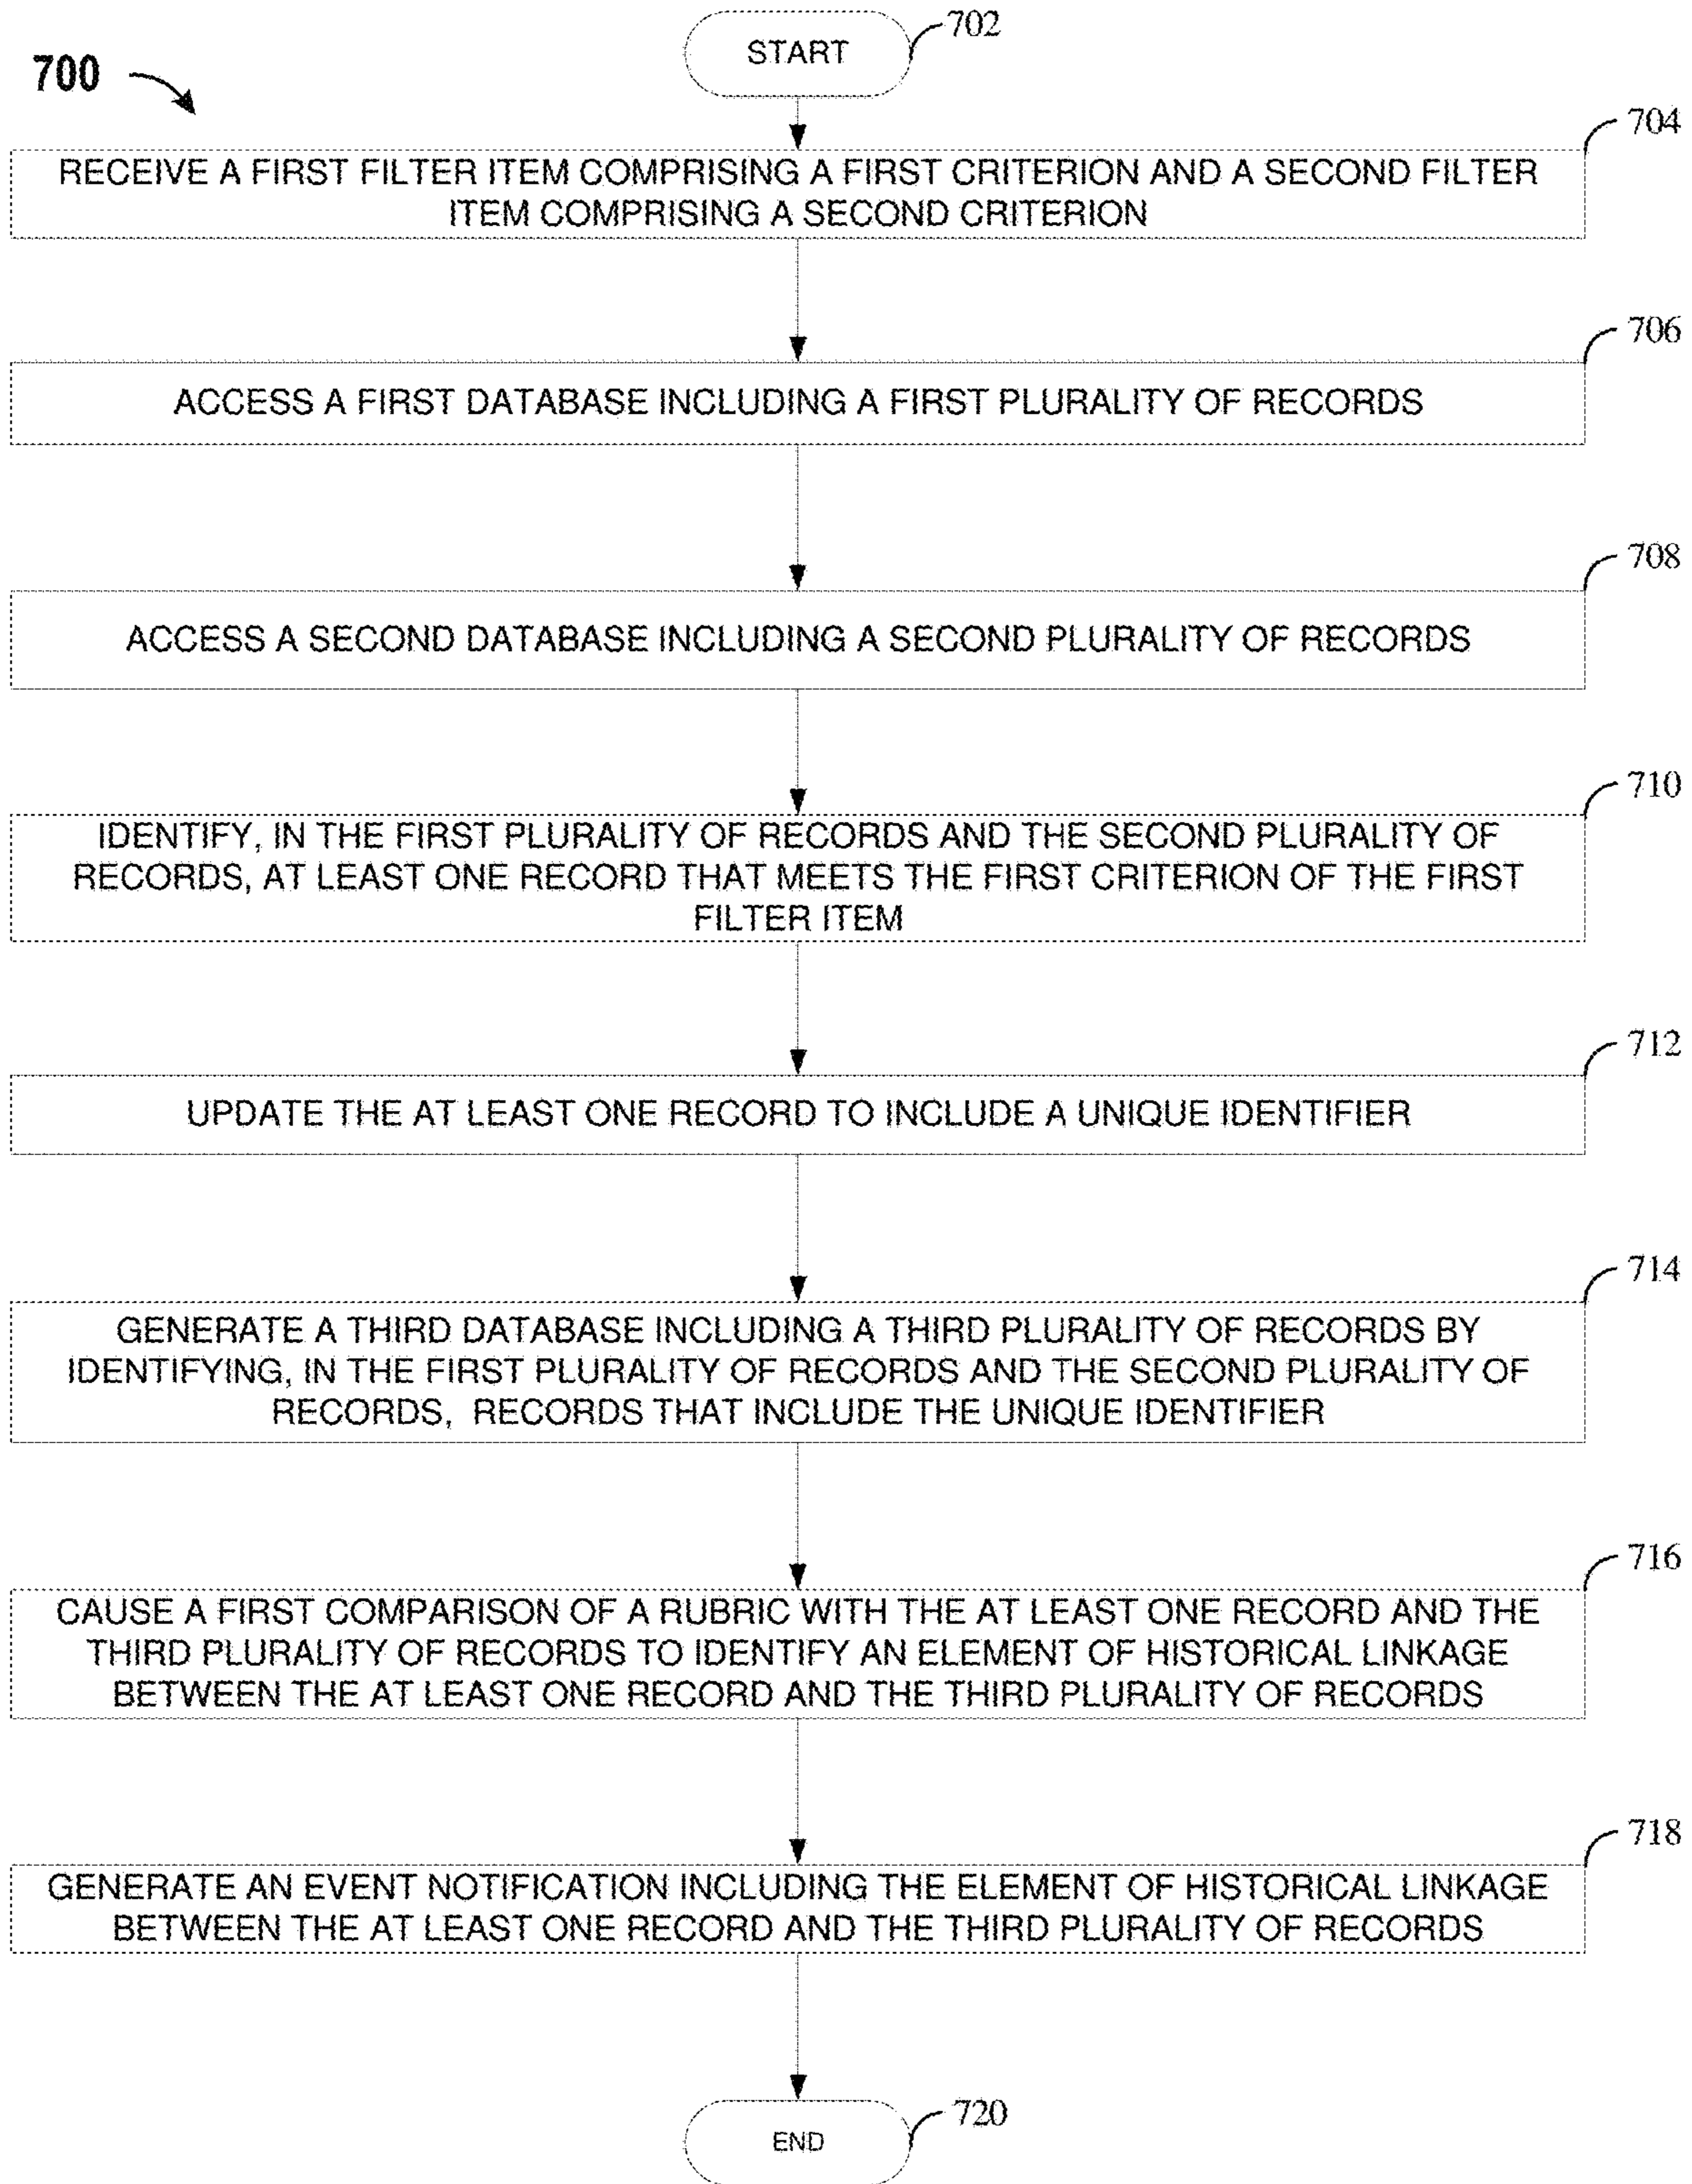 702
START
700
704
RECEIVE A FIRST FILTER ITEM COMPRISING A FIRST CRITERION AND A SECOND FILTER
ITEM COMPRISING A SECOND CRITERION
706
ACCESS A FIRST DATABASE INCLUDING A FIRST PLURALITY OF RECORDS
708
ACCESS A SECOND DATABASE INCLUDING A SECOND PLURALITY OF RECORDS
710
IDENTIFY, IN THE FIRST PLURALITY OF RECORDS AND THE SECOND PLURALITY OF
RECORDS, AT LEAST ONE RECORD THAT MEETS THE FIRST CRITERION OF THE FIRST
FILTER ITEM
712
UPDATE THE AT LEAST ONE RECORD TO INCLUDE A UNIQUE IDENTIFIER
714
GENERATE A THIRD DATABASE INCLUDING A THIRD PLURALITY OF RECORDS BY
IDENTIFYING, IN THE FIRST PLURALITY OF RECORDS AND THE SECOND PLURALITY OF
RECORDS, RECORDS THAT INCLUDE THE UNIQUE IDENTIFIER
716
CAUSE A FIRST COMPARISON OF A RUBRIC WITH THE AT LEAST ONE RECORD AND THE
THIRD PLURALITY OF RECORDS TO IDENTIFY AN ELEMENT OF HISTORICAL LINKAGE
BETWEEN THE AT LEAST ONE RECORD AND THE THIRD PLURALITY OF RECORDS
718
GENERATE AN EVENT NOTIFICATION INCLUDING THE ELEMENT OF HISTORICAL LINKAGE
BETWEEN THE AT LEAST ONE RECORD AND THE THIRD PLURALITY OF RECORDS
720
END